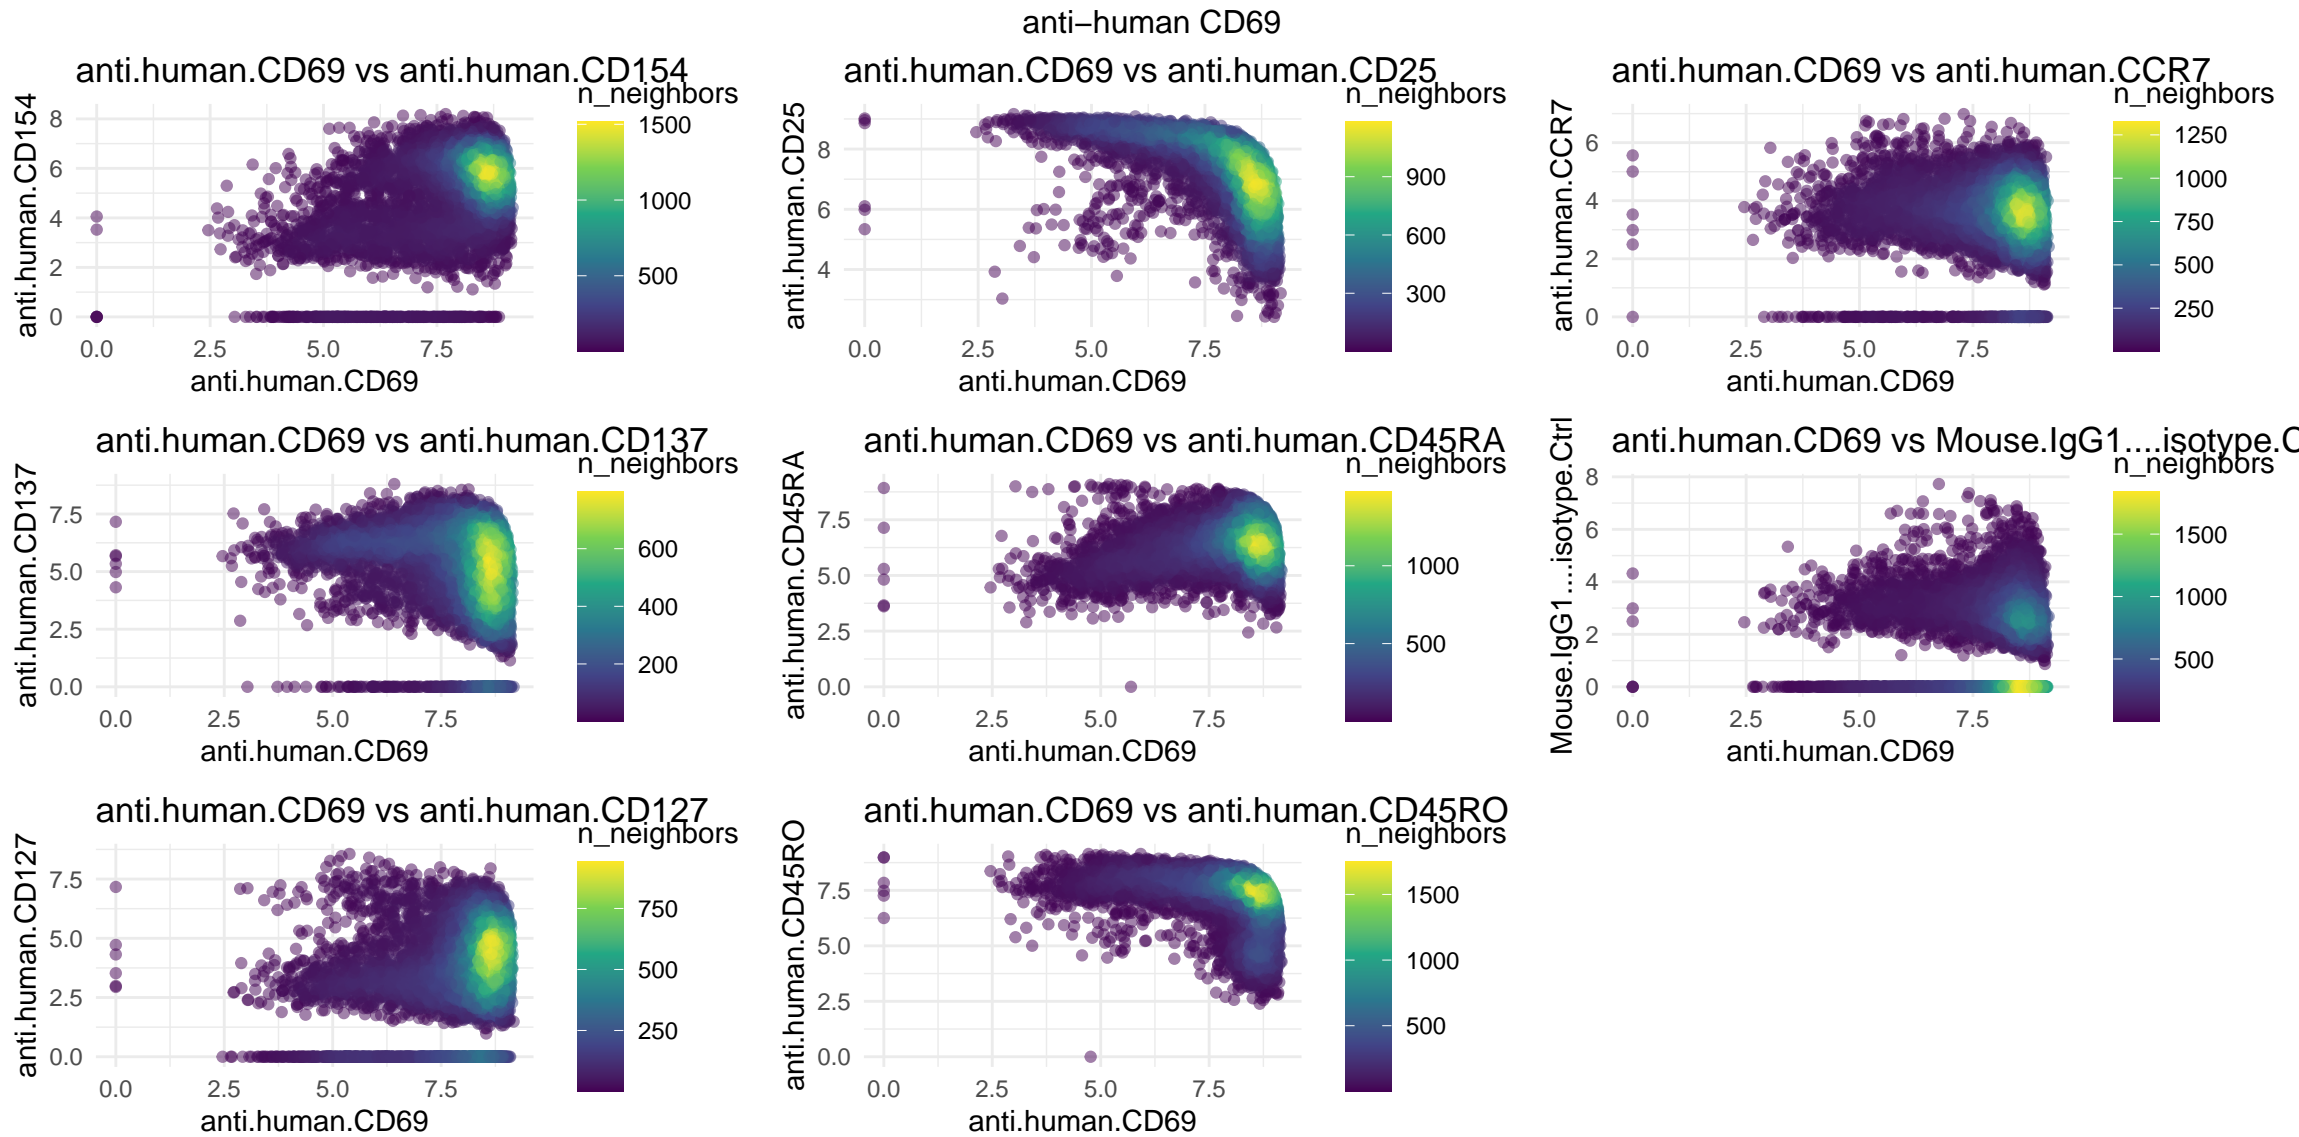 anti−human CD69
anti.human.CD69 vs anti.human.CD154
n_neighbors
anti.human.CD154
8
6
4
2
0
0.0 2.5 5.0 7.5
anti.human.CD69
1500
1000
500
anti.human.CD69 vs anti.human.CD25
n_neighbors
anti.human.CD25
8
6
4
0.0 2.5 5.0 7.5
anti.human.CD69
900
600
300
anti.human.CD69 vs anti.human.CCR7
n_neighbors
anti.human.CCR7
6
4
2
0
0.0 2.5 5.0 7.5
anti.human.CD69
1250
1000
750
500
250
anti.human.CD69 vs anti.human.CD137
n_neighbors
anti.human.CD137
7.5
5.0
2.5
0.0
0.0 2.5 5.0 7.5
anti.human.CD69
600
400
200
anti.human.CD69 vs anti.human.CD45RA
n_neighbors
anti.human.CD45RA
7.5
5.0
2.5
0.0
0.0 2.5 5.0 7.5
anti.human.CD69
1000
500
anti.human.CD69 vs Mouse.IgG1....isotype.C
n_neighbors
Mouse.IgG1....isotype.Ctrl
8
6
4
2
0
0.0 2.5 5.0 7.5
anti.human.CD69
1500
1000
500
anti.human.CD69 vs anti.human.CD127
n_neighbors
anti.human.CD127
7.5
5.0
2.5
0.0
0.0 2.5 5.0 7.5
anti.human.CD69
750
500
250
anti.human.CD69 vs anti.human.CD45RO
n_neighbors
anti.human.CD45RO
7.5
5.0
2.5
0.0
0.0 2.5 5.0 7.5
anti.human.CD69
1500
1000
500